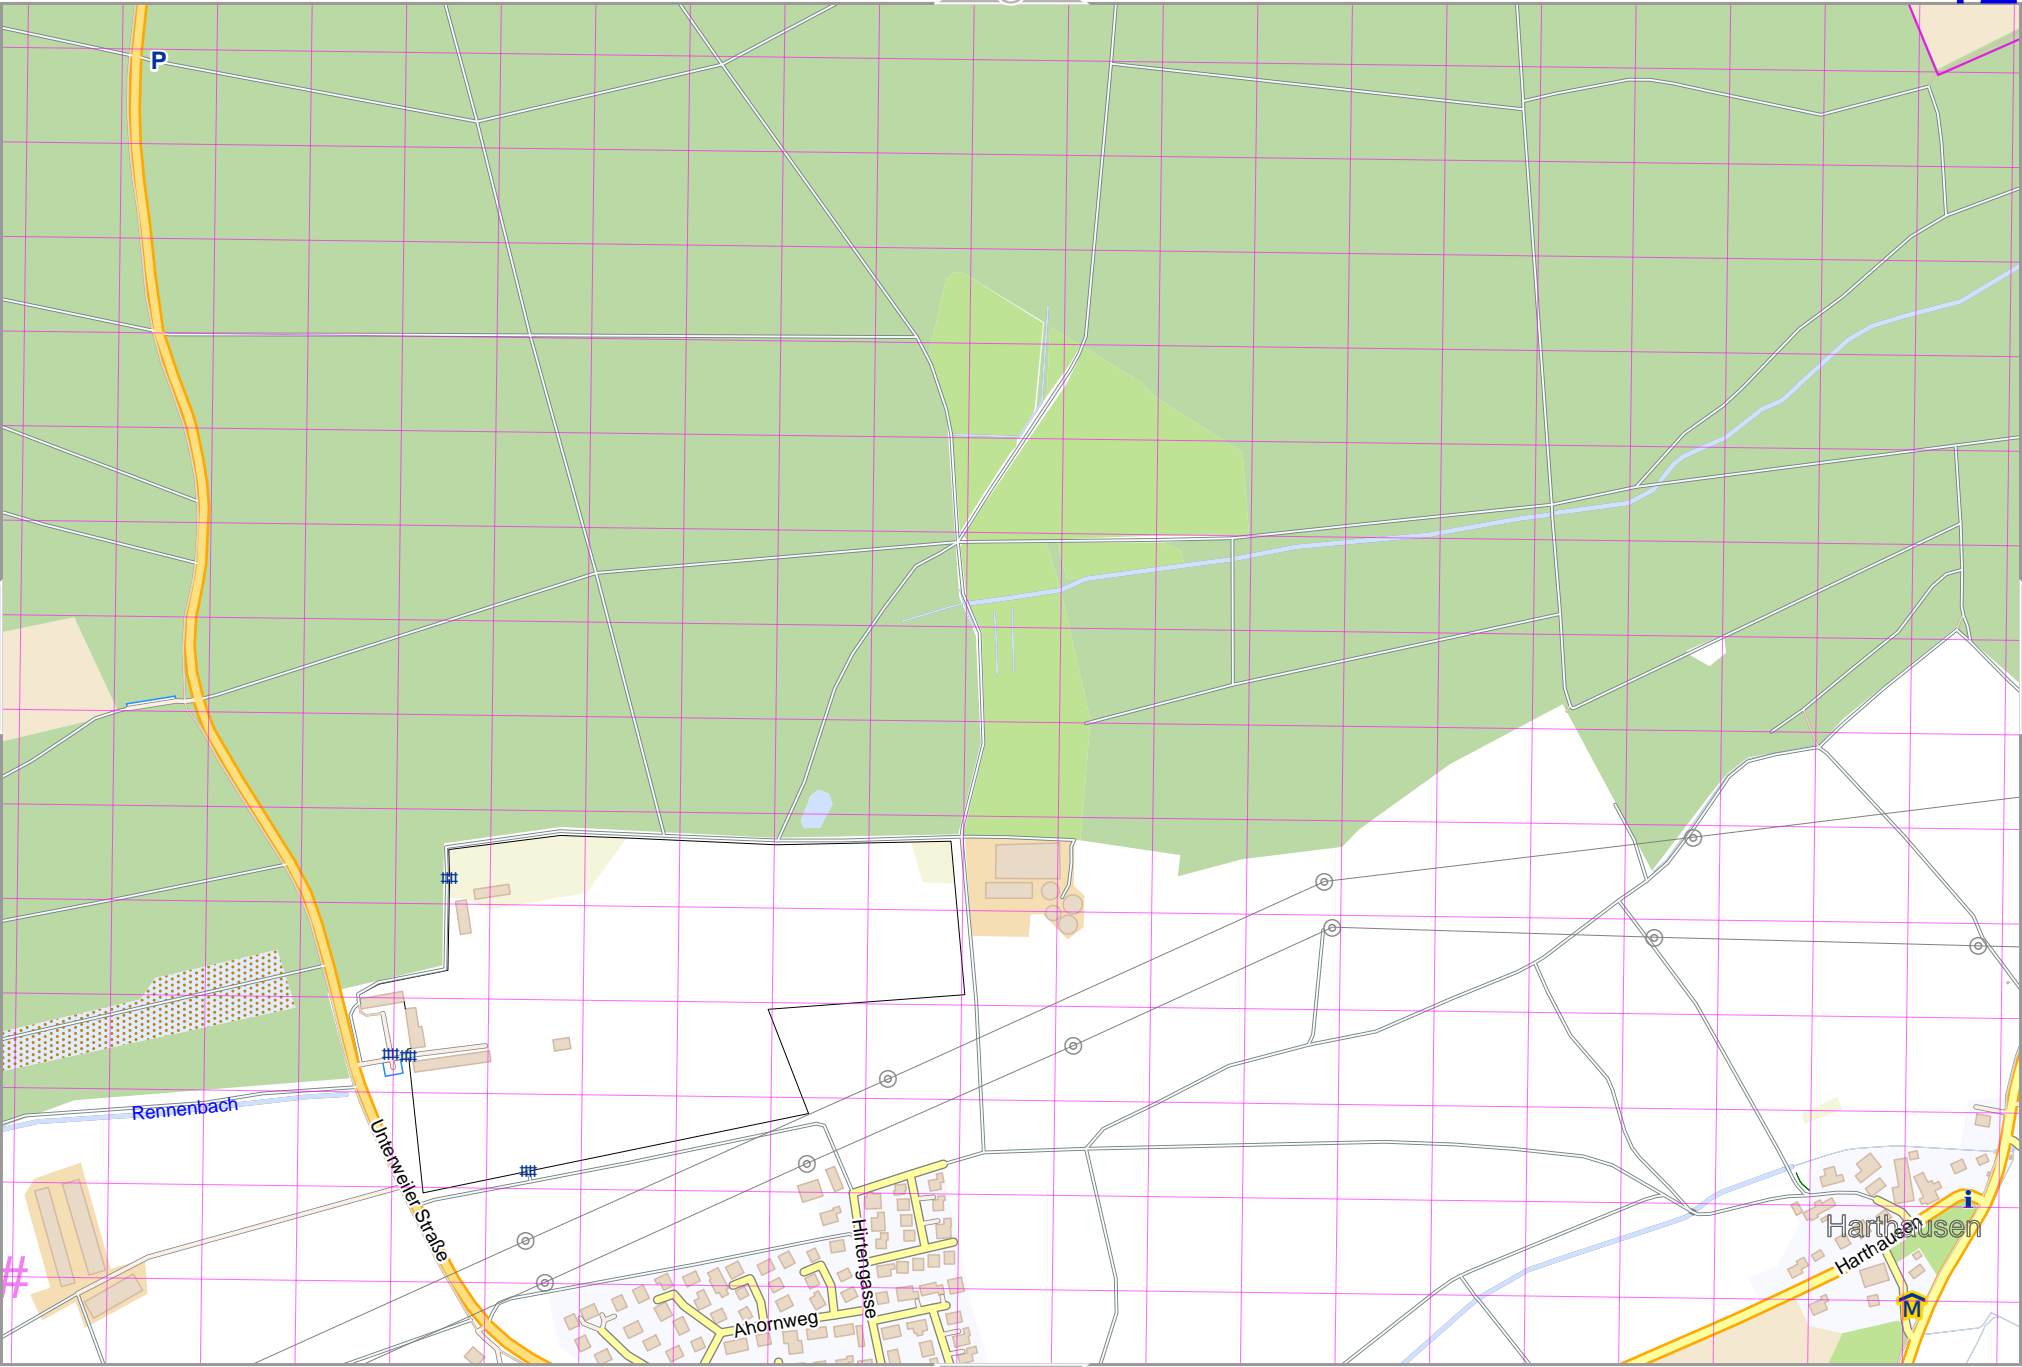 P
Rennenbach
Unterweiler Straße
Hirtengasse
Ahornweg
Harthausen
Harthausen
i
M
#